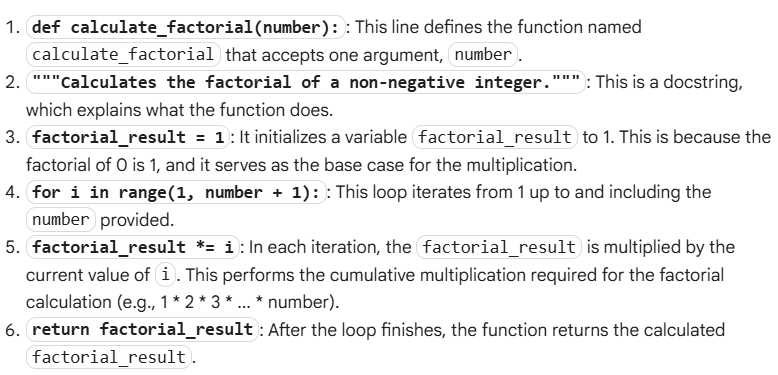 1. def calculate_factorial(number): : This line defines the function named
calculate_factorial that accepts one argument, number .
2. """Calculates the factorial of a non-negative integer.""" : This is a docstring,
which explains what the function does.
3. factorial_result = 1 : It initializes a variable factorial_result to 1. This is because the
factorial of 0 is 1, and it serves as the base case for the multiplication.
4. for i in range(1, number + 1): : This loop iterates from 1 up to and including the
number provided.
5. factorial_result *= i : In each iteration, the factorial_result is multiplied by the
current value of i . This performs the cumulative multiplication required for the factorial
calculation (e.g., 1 * 2 * 3 * ... * number).
6. return factorial_result : After the loop finishes, the function returns the calculated
factorial_result .